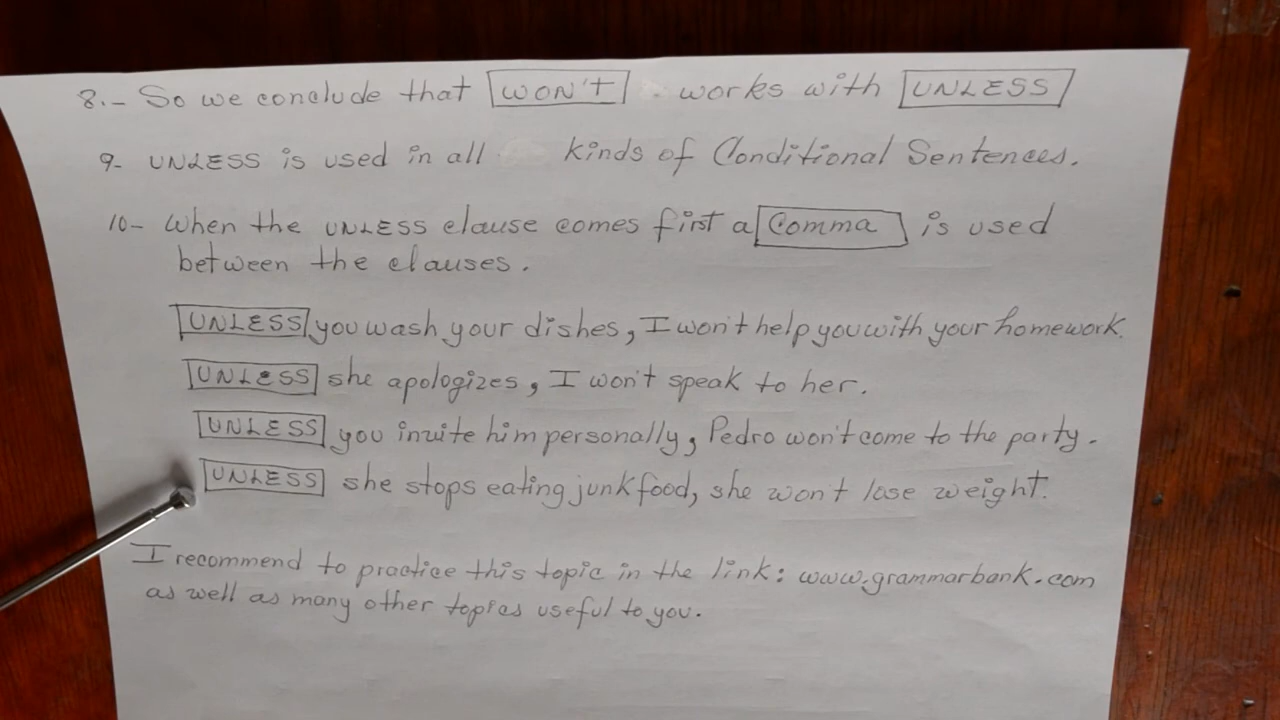 8.- So we conclude that WON'T works with UNLESS
9- UNLESS is used in all kinds of Conditional Sentences.
10- When the UNLESS clause comes first a Comma is used
between the clauses.
UNLESS you wash your dishes, I won't help you with your homework.
UNLESS she apologizes, I won't speak to her.
UNLESS you invite him personally, Pedro won't come to the party.
UNLESS she stops eating junk food, she won't lose weight.
I recommend to practice this topic in the link: www.grammarbank.com
as well as many other topics useful to you.